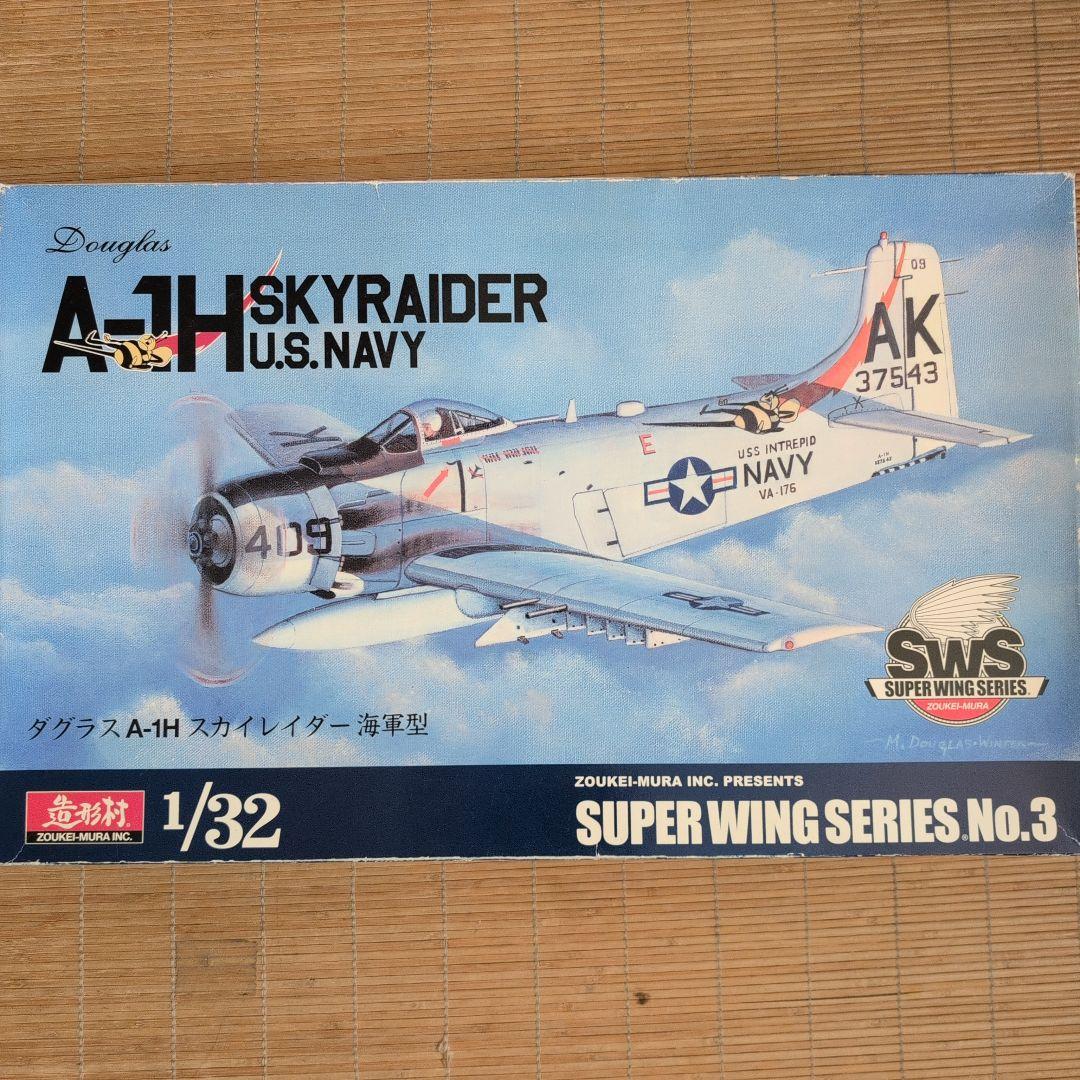 Douglas
A-1H SKYRAIDER
U.S. NAVY
09
AK
37543
E
USS INTREPID
NAVY
VA-176
A-1H
4109
SWS
SUPER WING SERIES
ZOUKEI-MURA
ダグラス A-1H スカイレイダー 海軍型
M. DOUGLAS-WINTER
造形村®
ZOUKEI-MURA INC.
1/32
ZOUKEI-MURA INC. PRESENTS
SUPER WING SERIES® No.3